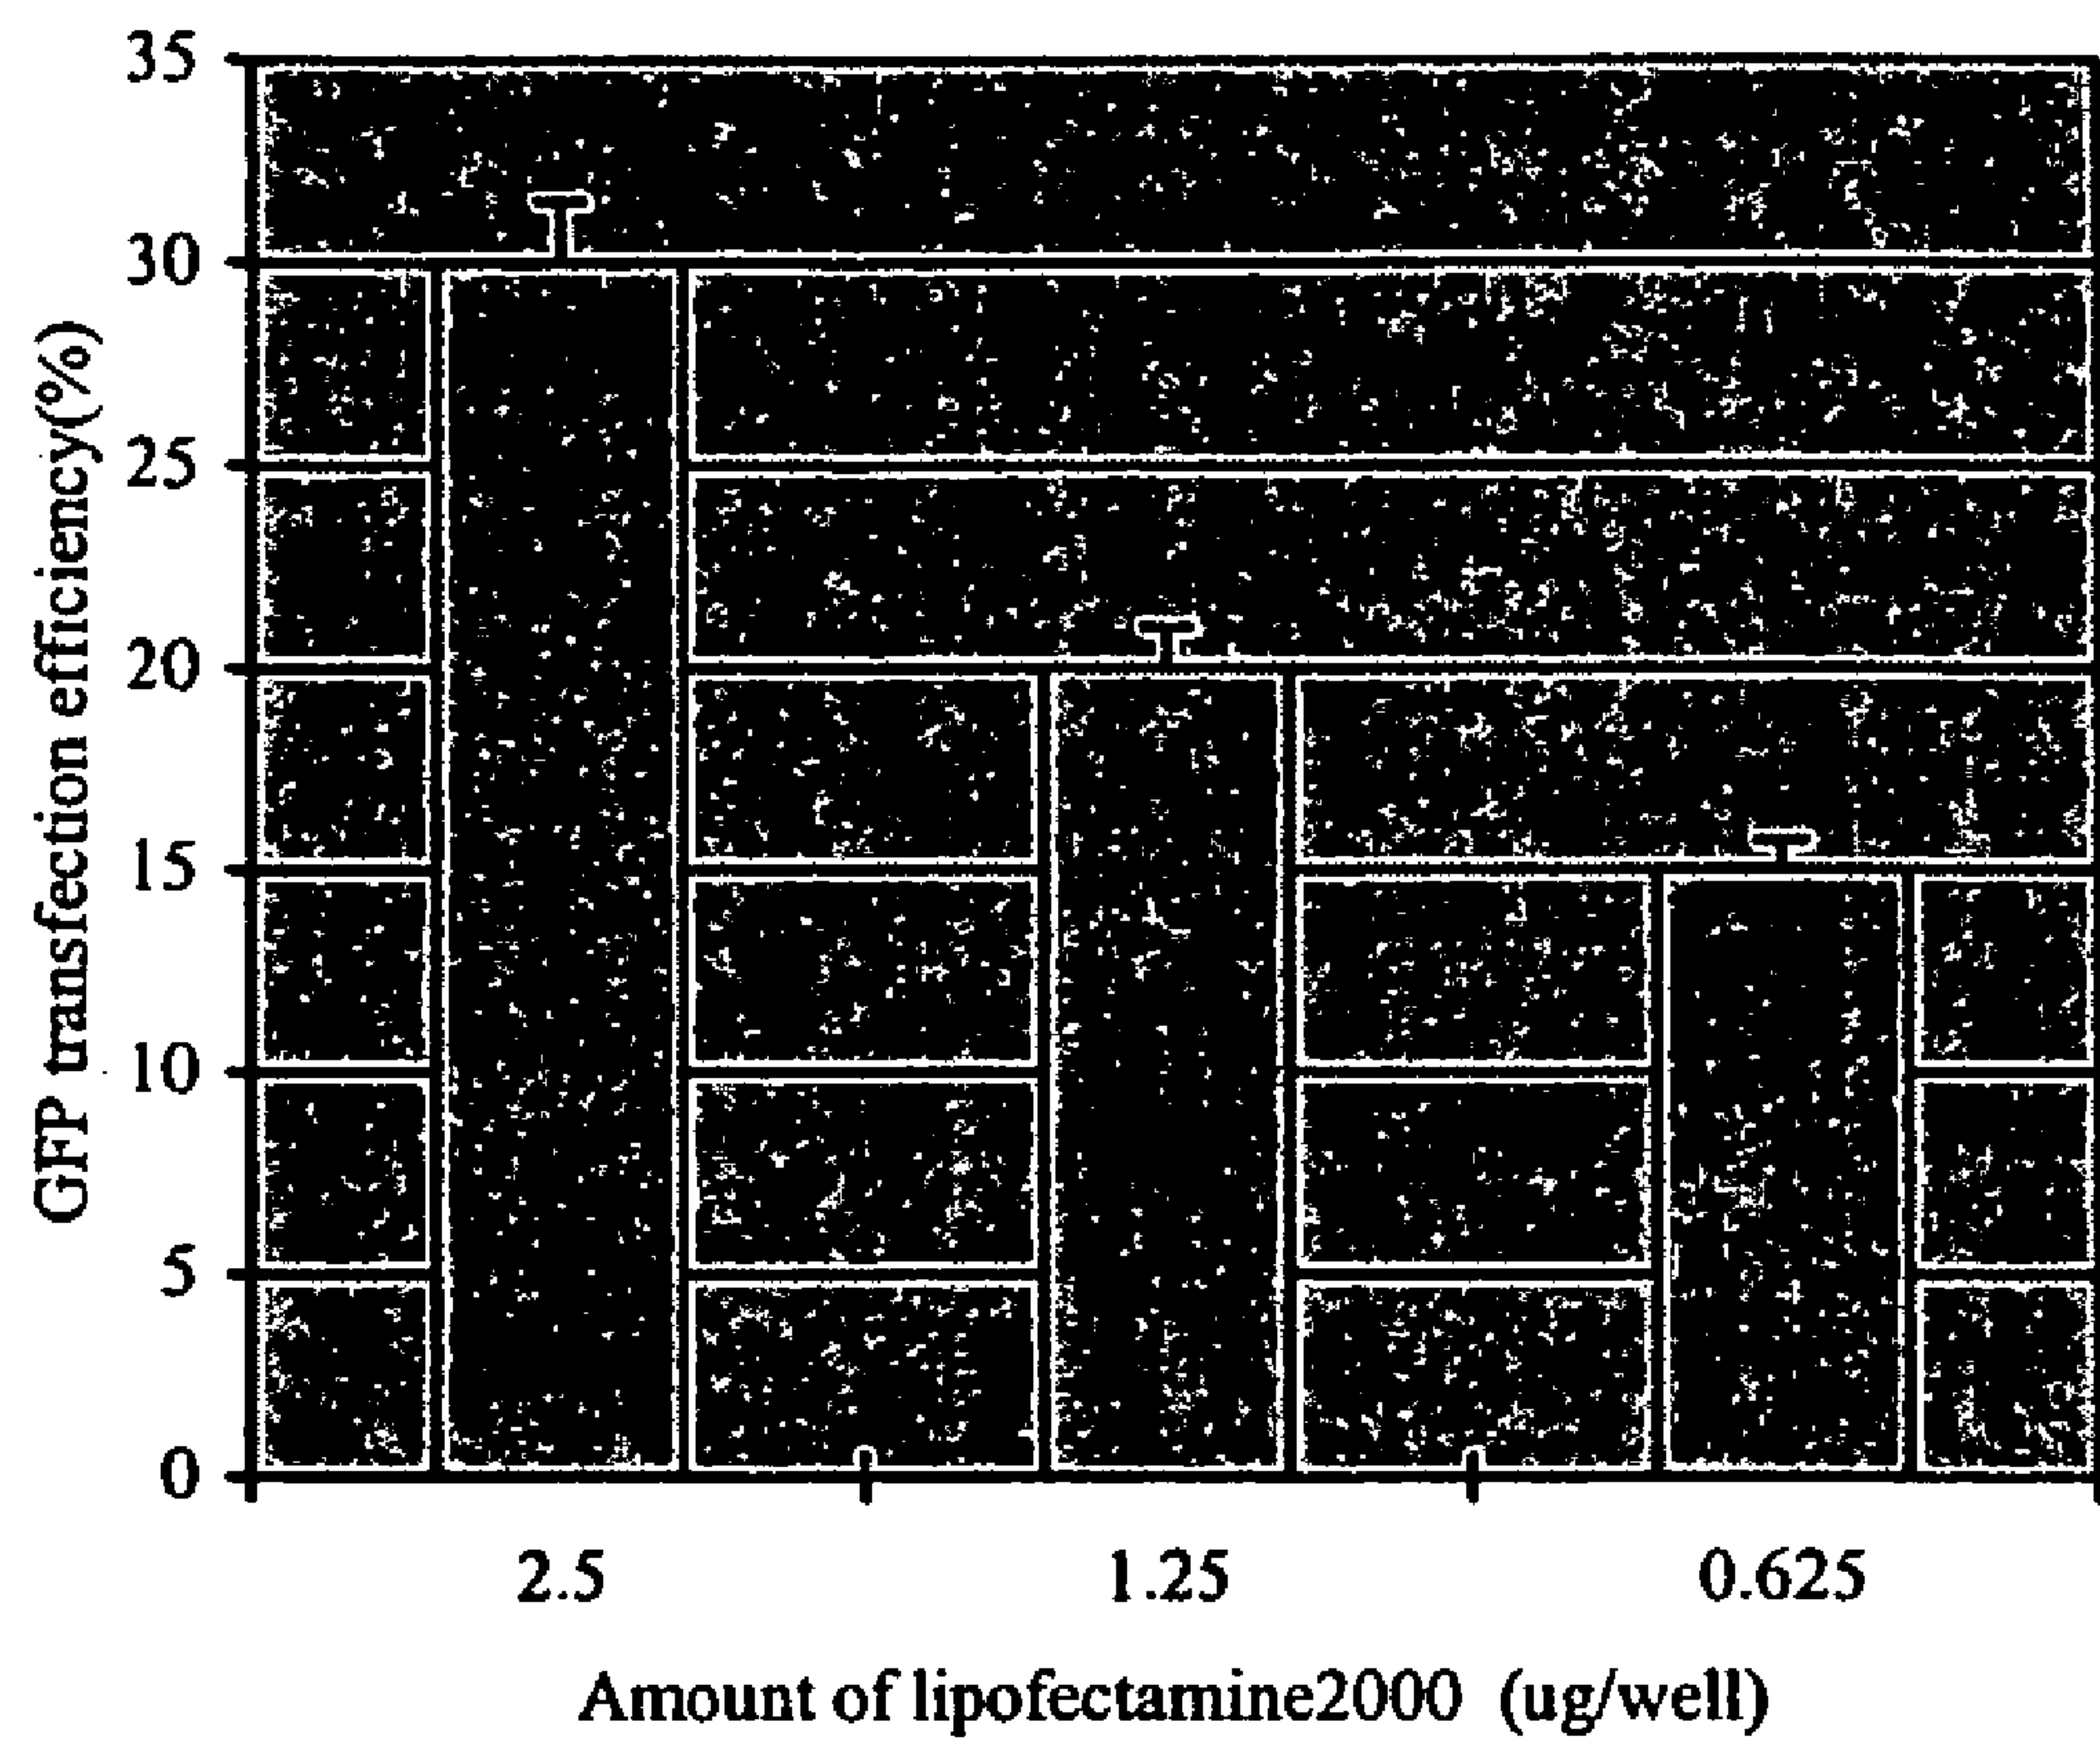 GFP transfection efficiency(%)
35
30
25
20
15
10
5
0
2.5 1.25 0.625
Amount of lipofectamine2000 (ug/well)